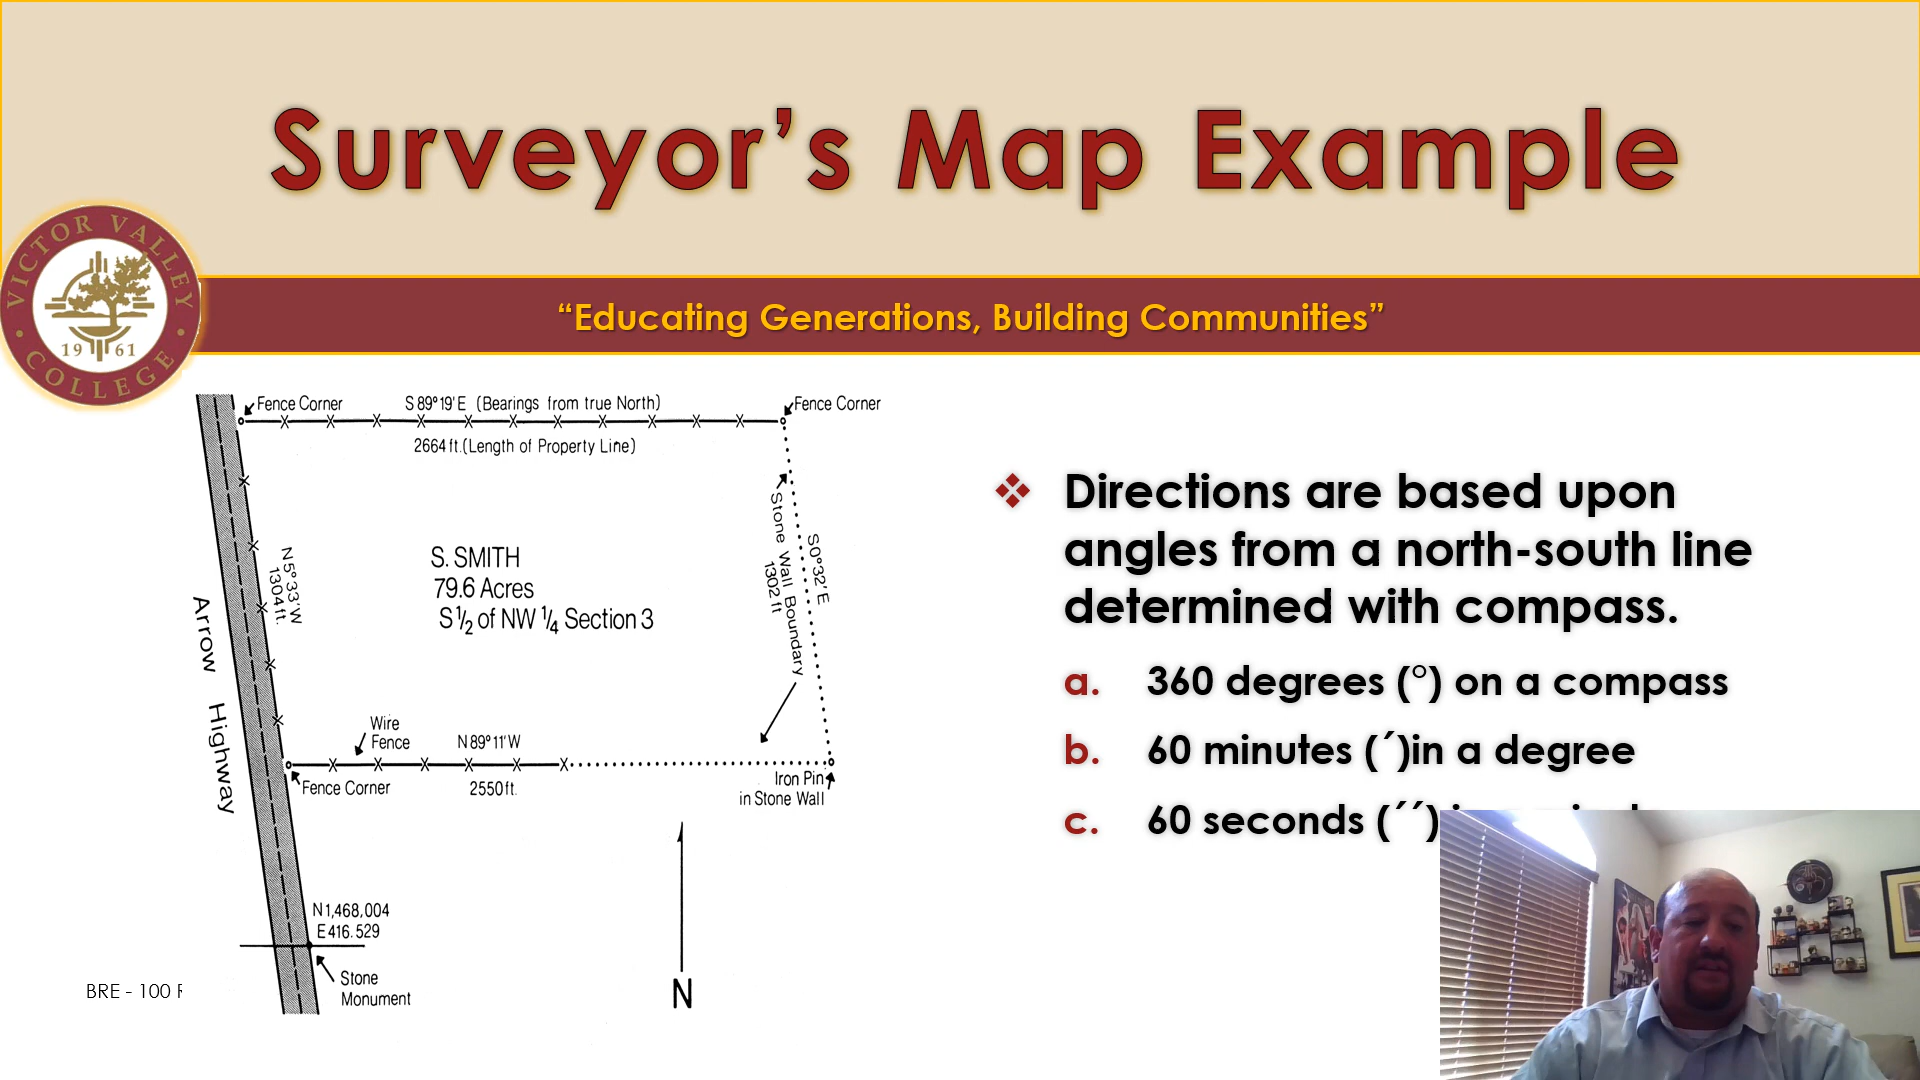 Surveyor’s Map Example
VICTOR VALLEY
1961
COLLEGE
“Educating Generations, Building Communities”
Fence Corner
S 89° 19' E (Bearings from true North)
Fence Corner
2664 ft. (Length of Property Line)
N 5° 33' W
1304 ft.
S. SMITH
79.6 Acres
S ½ of NW ¼ Section 3
Stone Wall Boundary
1302 ft
S 0° 32' E
Arrow Highway
Wire
Fence
N 89° 11' W
Fence Corner
2550 ft.
Iron Pin
in Stone Wall
N 1,468,004
E 416.529
Stone
Monument
N
❖ Directions are based upon
angles from a north-south line
determined with compass.
a. 360 degrees (°) on a compass
b. 60 minutes (´)in a degree
c. 60 seconds (´´)
BRE - 100